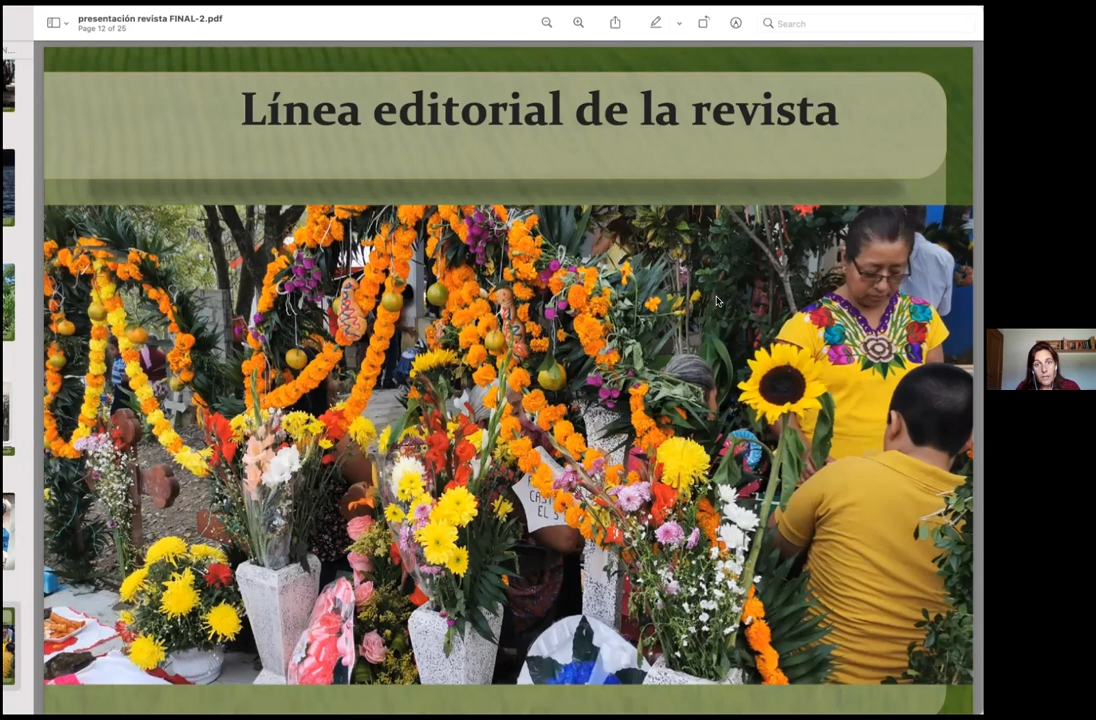 presentación revista FINAL-2.pdf
Page 12 of 25
Search
N...
Línea editorial de la revista